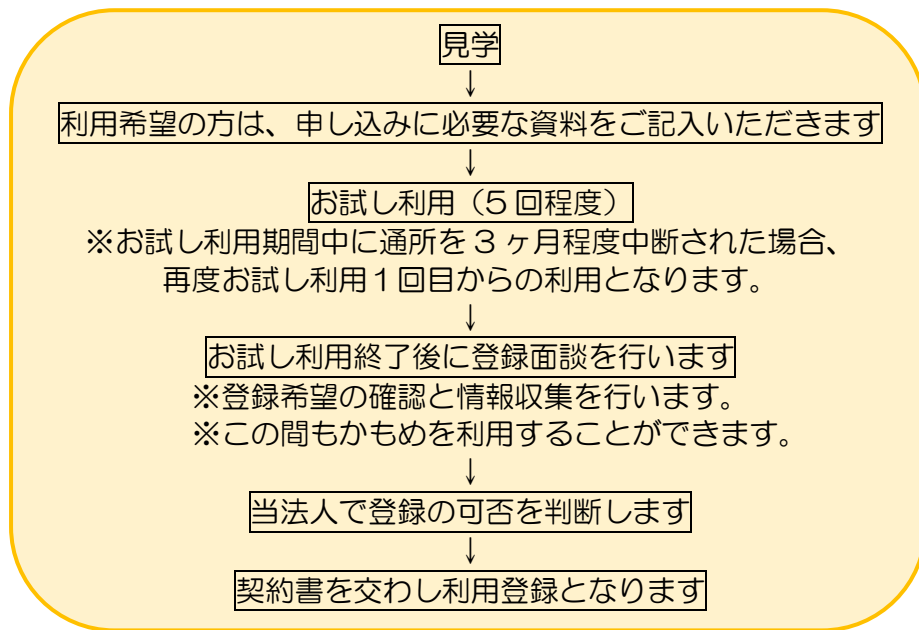 見学
↓
利用希望の方は、申し込みに必要な資料をご記入いただきます
↓
お試し利用（5回程度）
※お試し利用期間中に通所を3ヶ月程度中断された場合、
再度お試し利用1回目からの利用となります。
↓
お試し利用終了後に登録面談を行います
※登録希望の確認と情報収集を行います。
※この間もかもめを利用することができます。
↓
当法人で登録の可否を判断します
↓
契約書を交わし利用登録となります